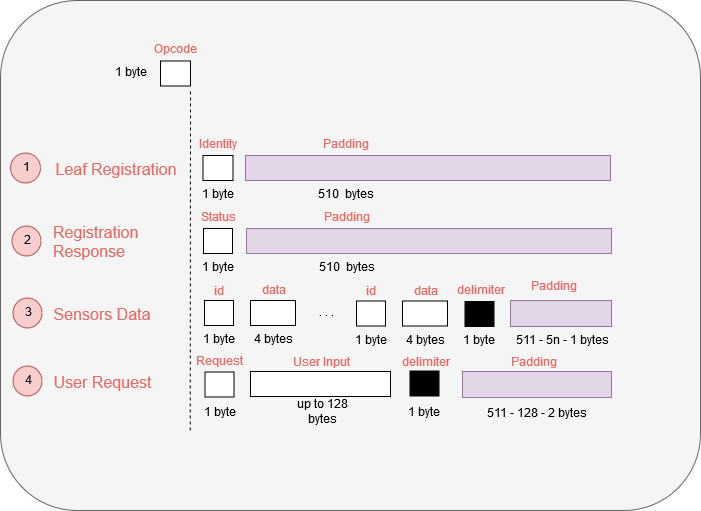 Opcode
1 byte
Identity
Padding
1
Leaf Registration
1 byte
510 bytes
Status
Padding
2
Registration
Response
1 byte
510 bytes
id
data
id
data
delimiter
Padding
3
Sensors Data
. . .
1 byte
4 bytes
1 byte
4 bytes
1 byte
511 - 5n - 1 bytes
Request
User Input
delimiter
Padding
4
User Request
1 byte
up to 128
bytes
1 byte
511 - 128 - 2 bytes